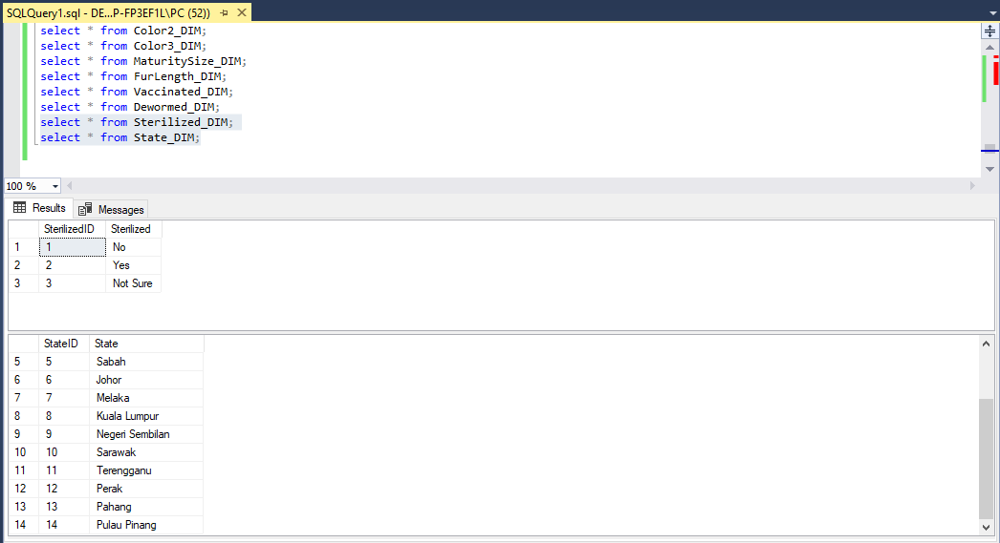 SQLQuery1.sql - DE...P-FP3EF1L\PC (52))
select * from Color2_DIM;
select * from Color3_DIM;
select * from MaturitySize_DIM;
select * from FurLength_DIM;
select * from Vaccinated_DIM;
select * from Dewormed_DIM;
select * from Sterilized_DIM;
select * from State_DIM;
100 %
Results Messages
SterilizedID Sterilized
1 1 No
2 2 Yes
3 3 Not Sure
StateID State
5 5 Sabah
6 6 Johor
7 7 Melaka
8 8 Kuala Lumpur
9 9 Negeri Sembilan
10 10 Sarawak
11 11 Terengganu
12 12 Perak
13 13 Pahang
14 14 Pulau Pinang